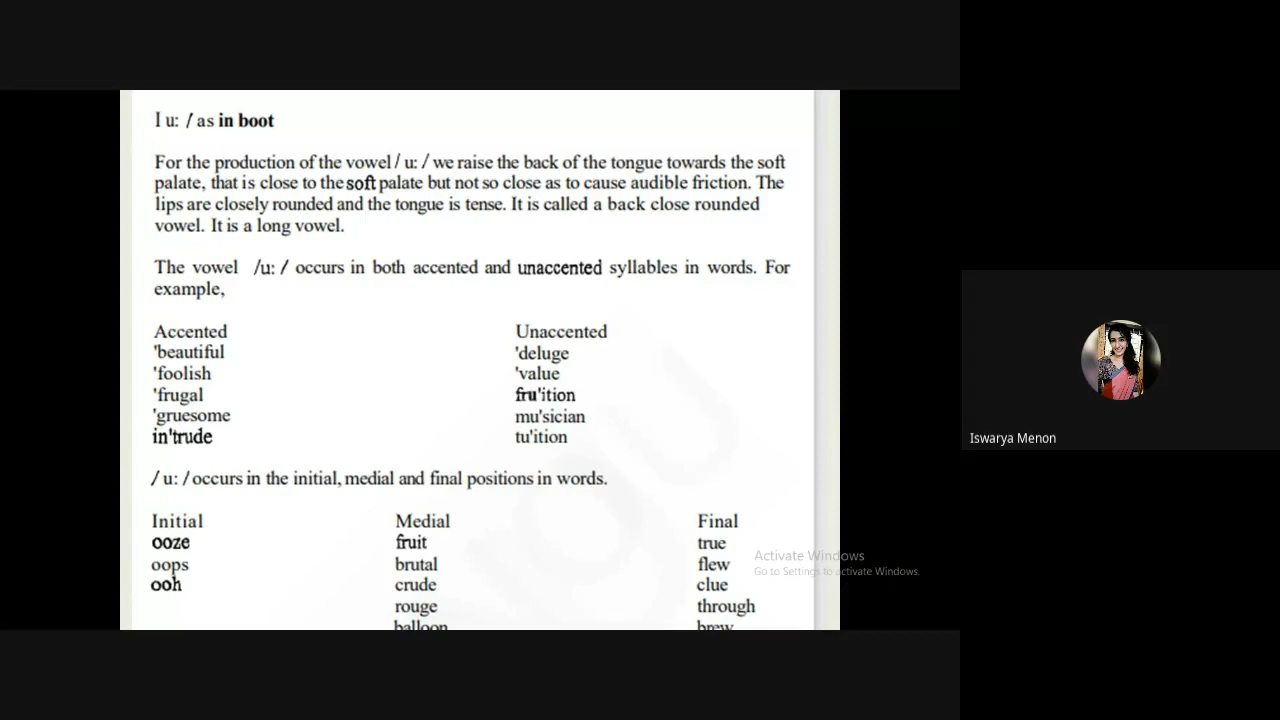 I u: / as in boot
For the production of the vowel / u: / we raise the back of the tongue towards the soft
palate, that is close to the soft palate but not so close as to cause audible friction. The
lips are closely rounded and the tongue is tense. It is called a back close rounded
vowel. It is a long vowel.
The vowel /u: / occurs in both accented and unaccented syllables in words. For
example,
Accented Unaccented
'beautiful 'deluge
'foolish 'value
'frugal fru'ition
'gruesome mu'sician
in'trude tu'ition
/ u: / occurs in the initial, medial and final positions in words.
Initial Medial Final
ooze fruit true
oops brutal flew
ooh crude clue
rouge through
balloon brew
Activate Windows
Go to Settings to activate Windows.
Iswarya Menon